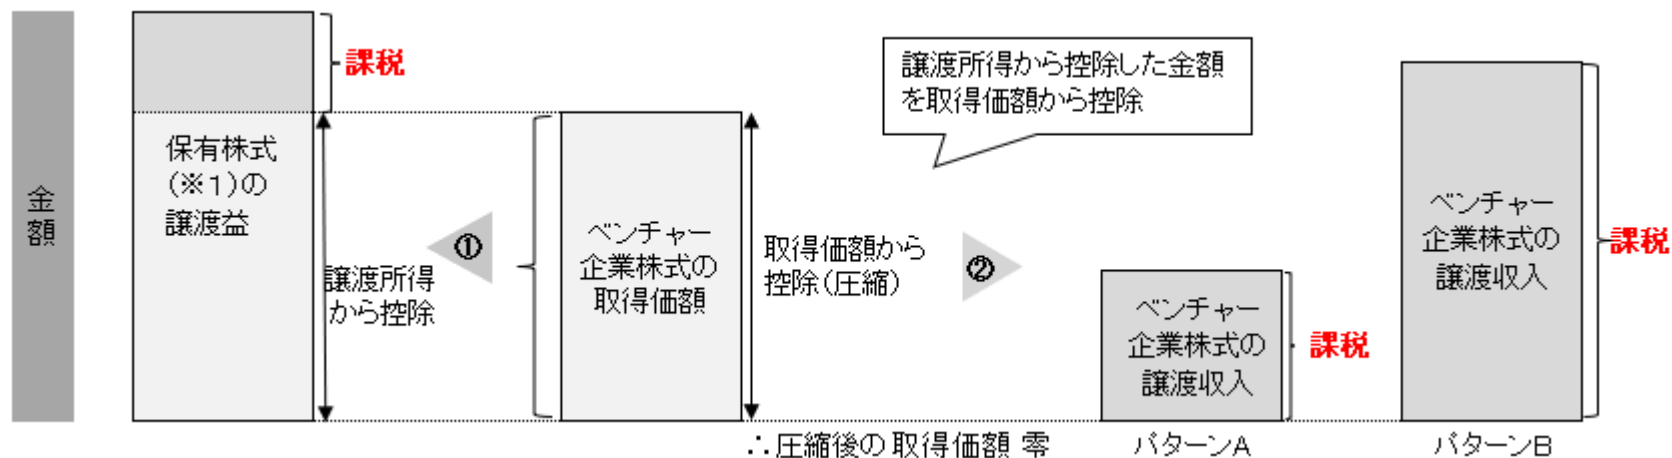 金
額
課税
保有株式
(※1)の
譲渡益
譲渡所得
から控除
①
ベンチャー
企業株式の
取得価額
取得価額から
控除(圧縮)
譲渡所得から控除した金額
を取得価額から控除
②
∴圧縮後の取得価額 零
ベンチャー
企業株式の
譲渡収入
課税
パターンA
ベンチャー
企業株式の
譲渡収入
課税
パターンB